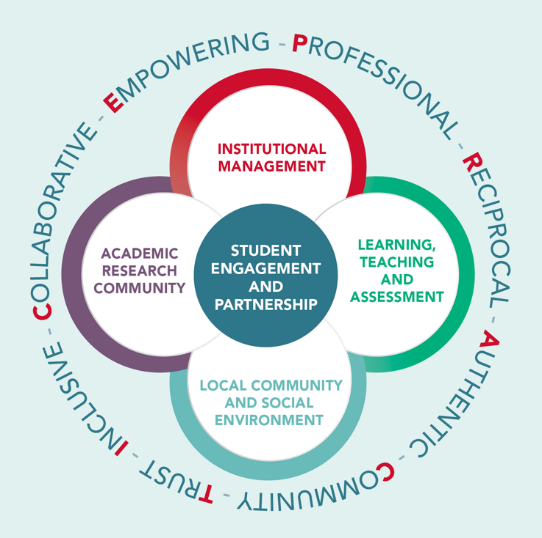 EMPOWERING - PROFESSIONAL - RECIPROCAL - AUTHENTIC - COMMUNITY - TRUST - INCLUSIVE - COLLABORATIVE -
INSTITUTIONAL
MANAGEMENT
ACADEMIC
RESEARCH
COMMUNITY
STUDENT
ENGAGEMENT
AND
PARTNERSHIP
LEARNING,
TEACHING
AND
ASSESSMENT
LOCAL COMMUNITY
AND SOCIAL
ENVIRONMENT